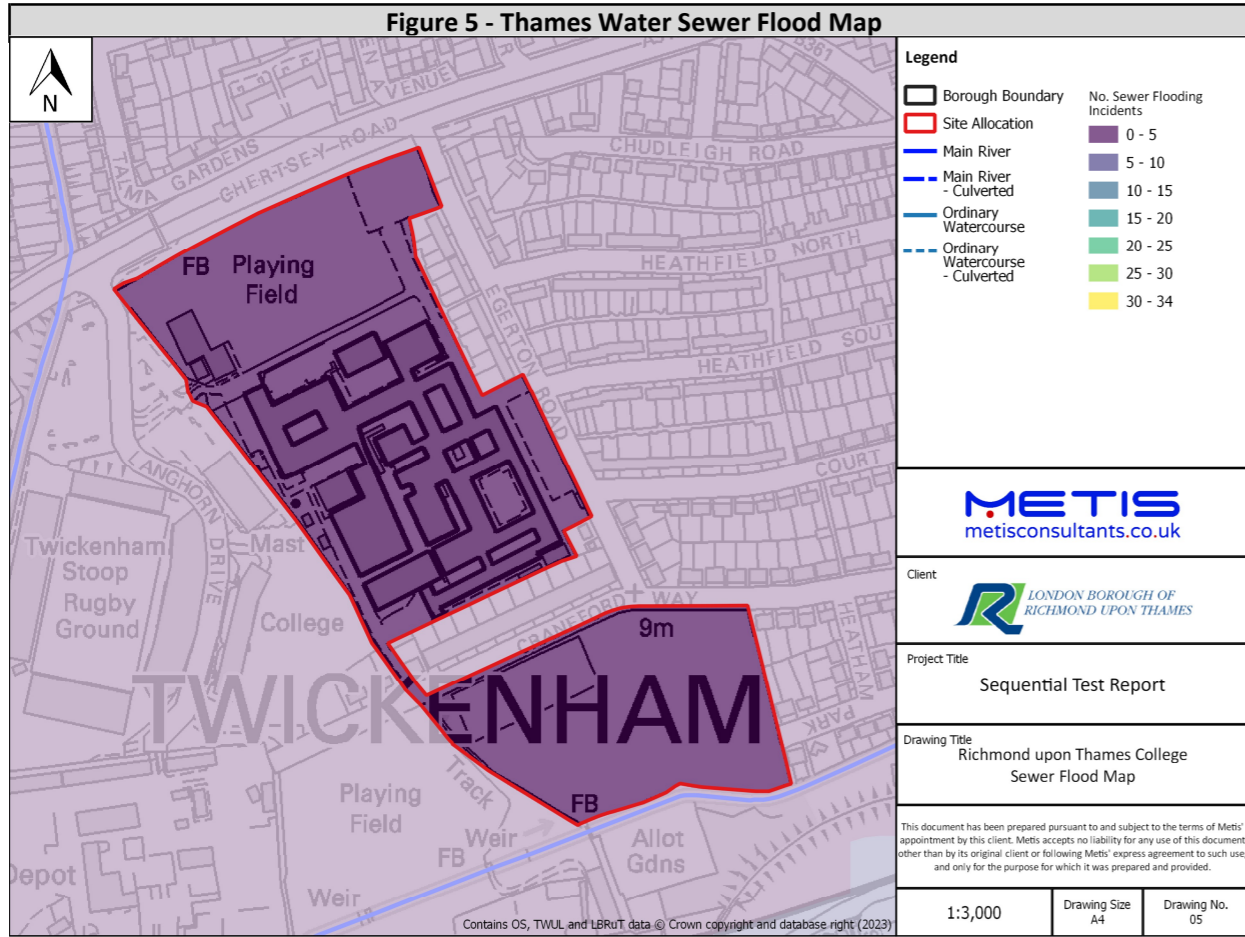 Figure 5 - Thames Water Sewer Flood Map
N
AVENUE
8361
TALMA
GARDENS
CHERTSEY ROAD
CHUDLEIGH ROAD
HEATHFIELD NORTH
HEATHFIELD SOUT
EGERTON ROAD
COURT
FB Playing
Field
LANGHORN
DRIVE
Mast
Twickenham
Stoop
Rugby
Ground
College
CRANEFORD WAY
9m
HEATHAM
PARK
TWICKENHAM
Track
Playing
Field
FB
Weir
FB
Allot
Gdns
Depot
Weir
Contains OS, TWUL and LBRuT data © Crown copyright and database right (2023)
Legend
Borough Boundary
Site Allocation
Main River
Main River
- Culverted
Ordinary
Watercourse
Ordinary
Watercourse
- Culverted
No. Sewer Flooding
Incidents
0 - 5
5 - 10
10 - 15
15 - 20
20 - 25
25 - 30
30 - 34
METIS
metisconsultants.co.uk
Client
LONDON BOROUGH OF
RICHMOND UPON THAMES
Project Title
Sequential Test Report
Drawing Title
Richmond upon Thames College
Sewer Flood Map
This document has been prepared pursuant to and subject to the terms of Metis'
appointment by this client. Metis accepts no liability for any use of this document
other than by its original client or following Metis' express agreement to such use,
and only for the purpose for which it was prepared and provided.
1:3,000
Drawing Size
A4
Drawing No.
05